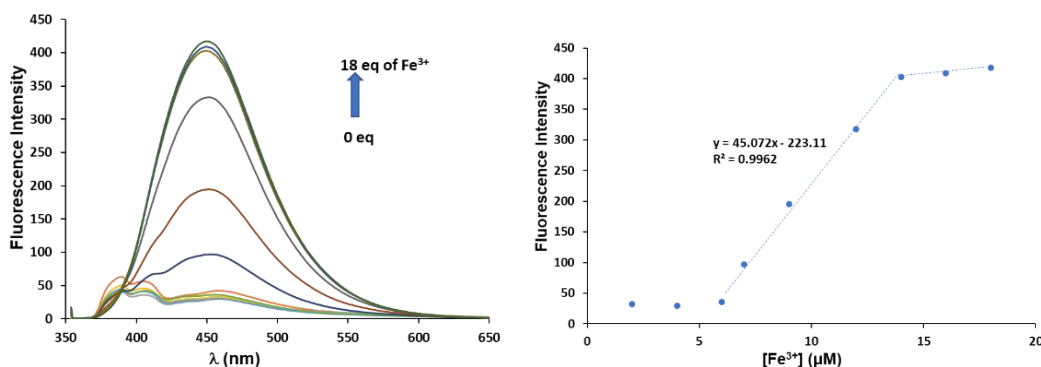 450
400
350
300
250
200
150
100
50
0
Fluorescence Intensity
18 eq of Fe³⁺
0 eq
350 400 450 500 550 600 650
λ (nm)
450
400
350
300
250
200
150
100
50
0
Fluorescence Intensity
y = 45.072x - 223.11
R² = 0.9962
0 5 10 15 20
[Fe³⁺] (µM)